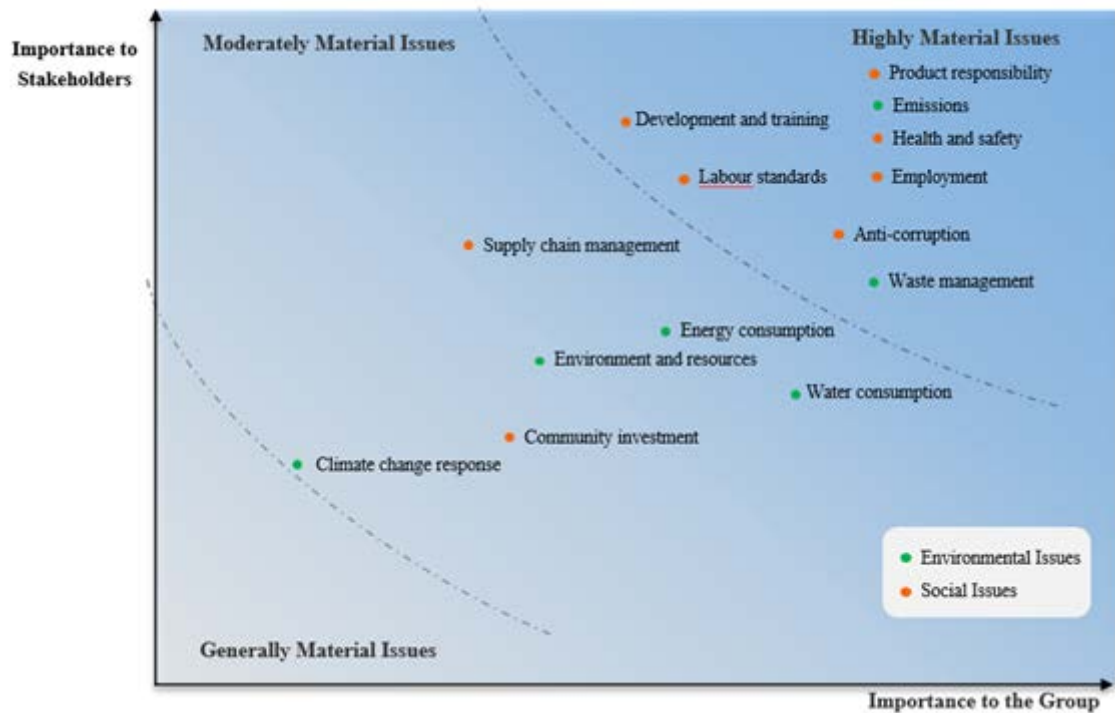 Importance to
Stakeholders
Moderately Material Issues
Highly Material Issues
Product responsibility
Emissions
Development and training
Health and safety
Labour standards
Employment
Anti-corruption
Supply chain management
Waste management
Energy consumption
Environment and resources
Water consumption
Community investment
Climate change response
Environmental Issues
Social Issues
Generally Material Issues
Importance to the Group